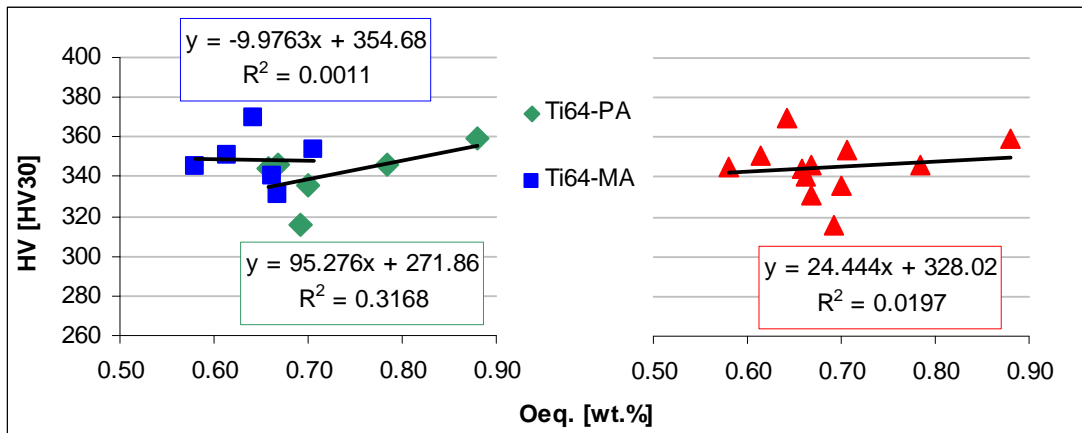 y = -9.9763x + 354.68
R² = 0.0011
400
380
360
340
320
300
280
260
HV [HV30]
y = 95.276x + 271.86
R² = 0.3168
0.50 0.60 0.70 0.80 0.90
Ti64-PA
Ti64-MA
y = 24.444x + 328.02
R² = 0.0197
0.50 0.60 0.70 0.80 0.90
Oeq. [wt.%]